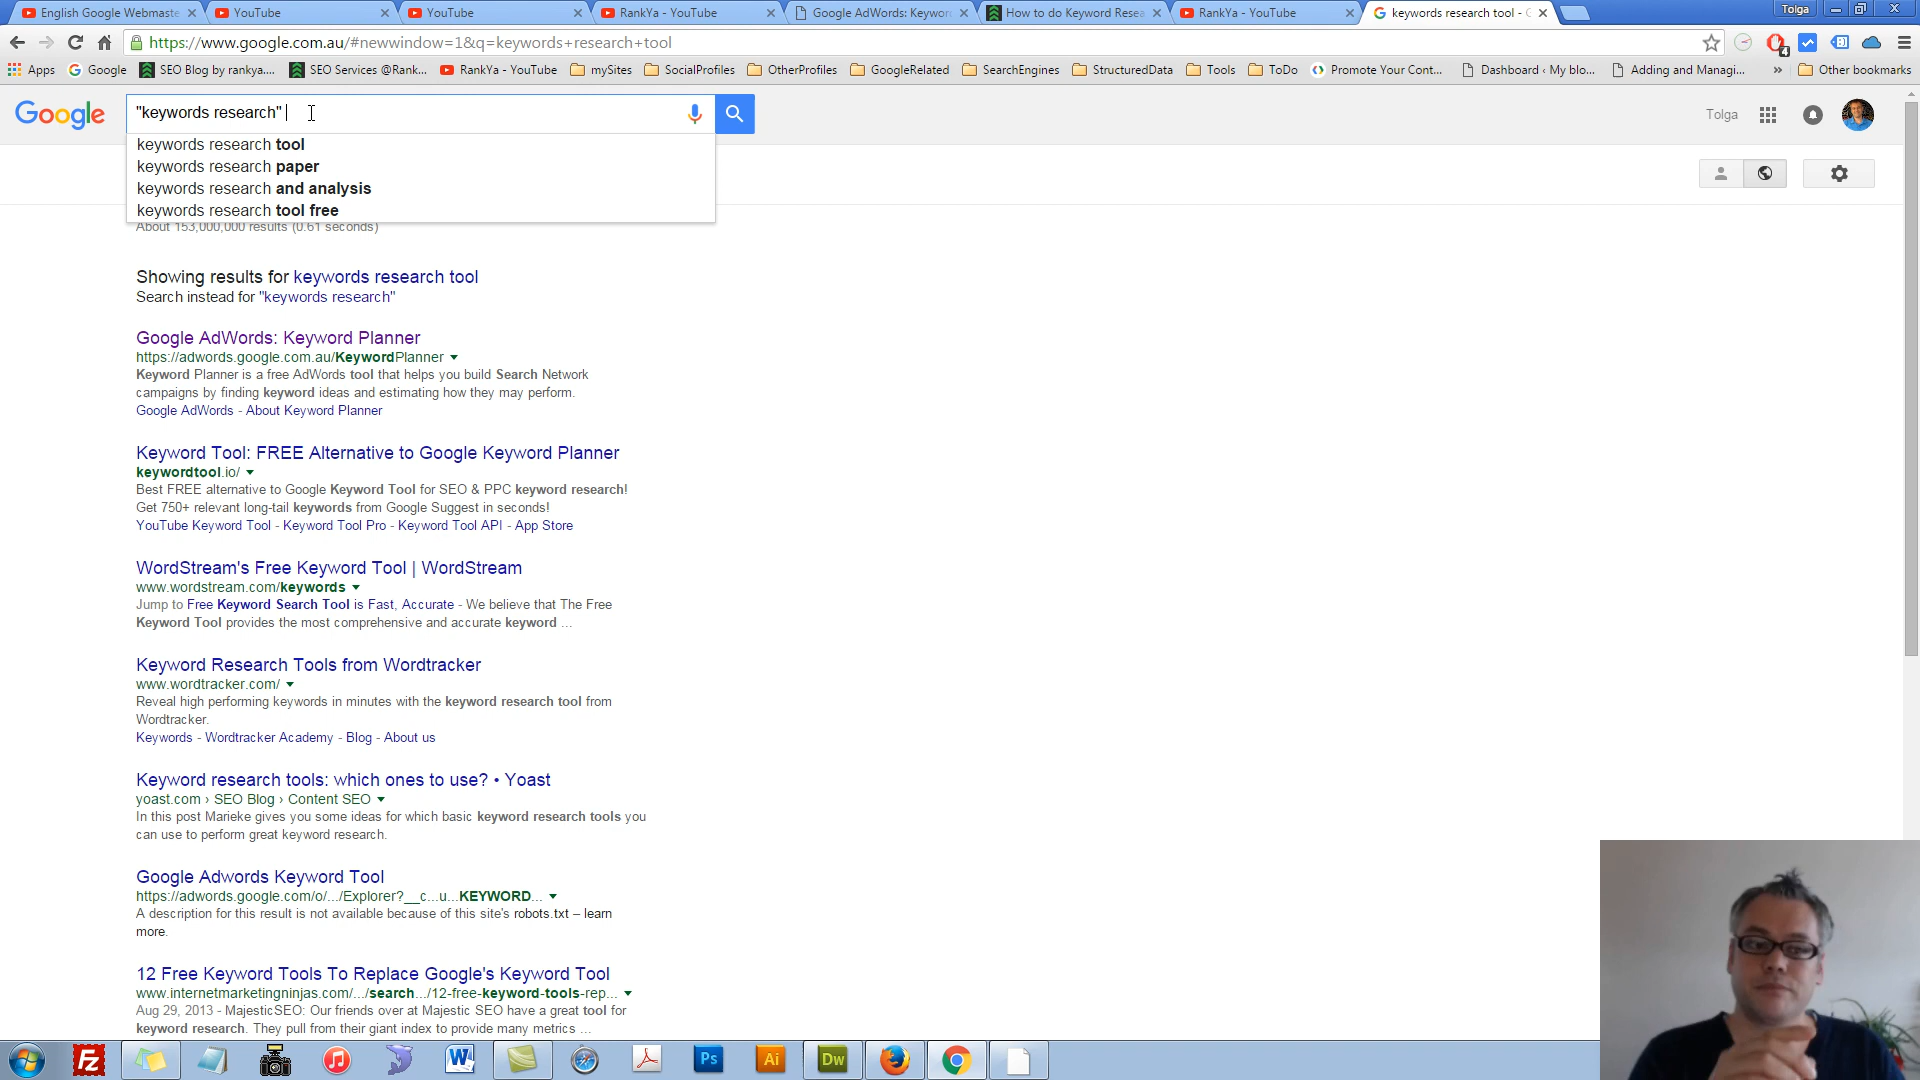 English Google Webmaste
YouTube
YouTube
RankYa - YouTube
Google AdWords: Keywor
How to do Keyword Resea
RankYa - YouTube
keywords research tool - G
Tolga
https://www.google.com.au/#newwindow=1&q=keywords+research+tool
4
Apps
Google
SEO Blog by rankya....
SEO Services @Rank...
RankYa - YouTube
mySites
SocialProfiles
OtherProfiles
GoogleRelated
SearchEngines
StructuredData
Tools
ToDo
Promote Your Cont...
Dashboard ‹ My blo...
Adding and Managi...
»
Other bookmarks
Google
"keywords research"
Tolga
keywords research tool
keywords research paper
keywords research and analysis
keywords research tool free
About 153,000,000 results (0.61 seconds)
Showing results for keywords research tool
Search instead for "keywords research"
Google AdWords: Keyword Planner
https://adwords.google.com.au/KeywordPlanner
Keyword Planner is a free AdWords tool that helps you build Search Network
campaigns by finding keyword ideas and estimating how they may perform.
Google AdWords - About Keyword Planner
Keyword Tool: FREE Alternative to Google Keyword Planner
keywordtool.io/
Best FREE alternative to Google Keyword Tool for SEO & PPC keyword research!
Get 750+ relevant long-tail keywords from Google Suggest in seconds!
YouTube Keyword Tool - Keyword Tool Pro - Keyword Tool API - App Store
WordStream's Free Keyword Tool | WordStream
www.wordstream.com/keywords
Jump to Free Keyword Search Tool is Fast, Accurate - We believe that The Free
Keyword Tool provides the most comprehensive and accurate keyword ...
Keyword Research Tools from Wordtracker
www.wordtracker.com/
Reveal high performing keywords in minutes with the keyword research tool from
Wordtracker.
Keywords - Wordtracker Academy - Blog - About us
Keyword research tools: which ones to use? • Yoast
yoast.com › SEO Blog › Content SEO
In this post Marieke gives you some ideas for which basic keyword research tools you
can use to perform great keyword research.
Google Adwords Keyword Tool
https://adwords.google.com/o/.../Explorer?__c...u...KEYWORD...
A description for this result is not available because of this site's robots.txt – learn
more.
12 Free Keyword Tools To Replace Google's Keyword Tool
www.internetmarketingninjas.com/.../search.../12-free-keyword-tools-rep...
Aug 29, 2013 - MajesticSEO: Our friends over at Majestic SEO have a great tool for
keyword research. They pull from their giant index to provide many metrics ...
Fz
W
Ps
Ai
Dw